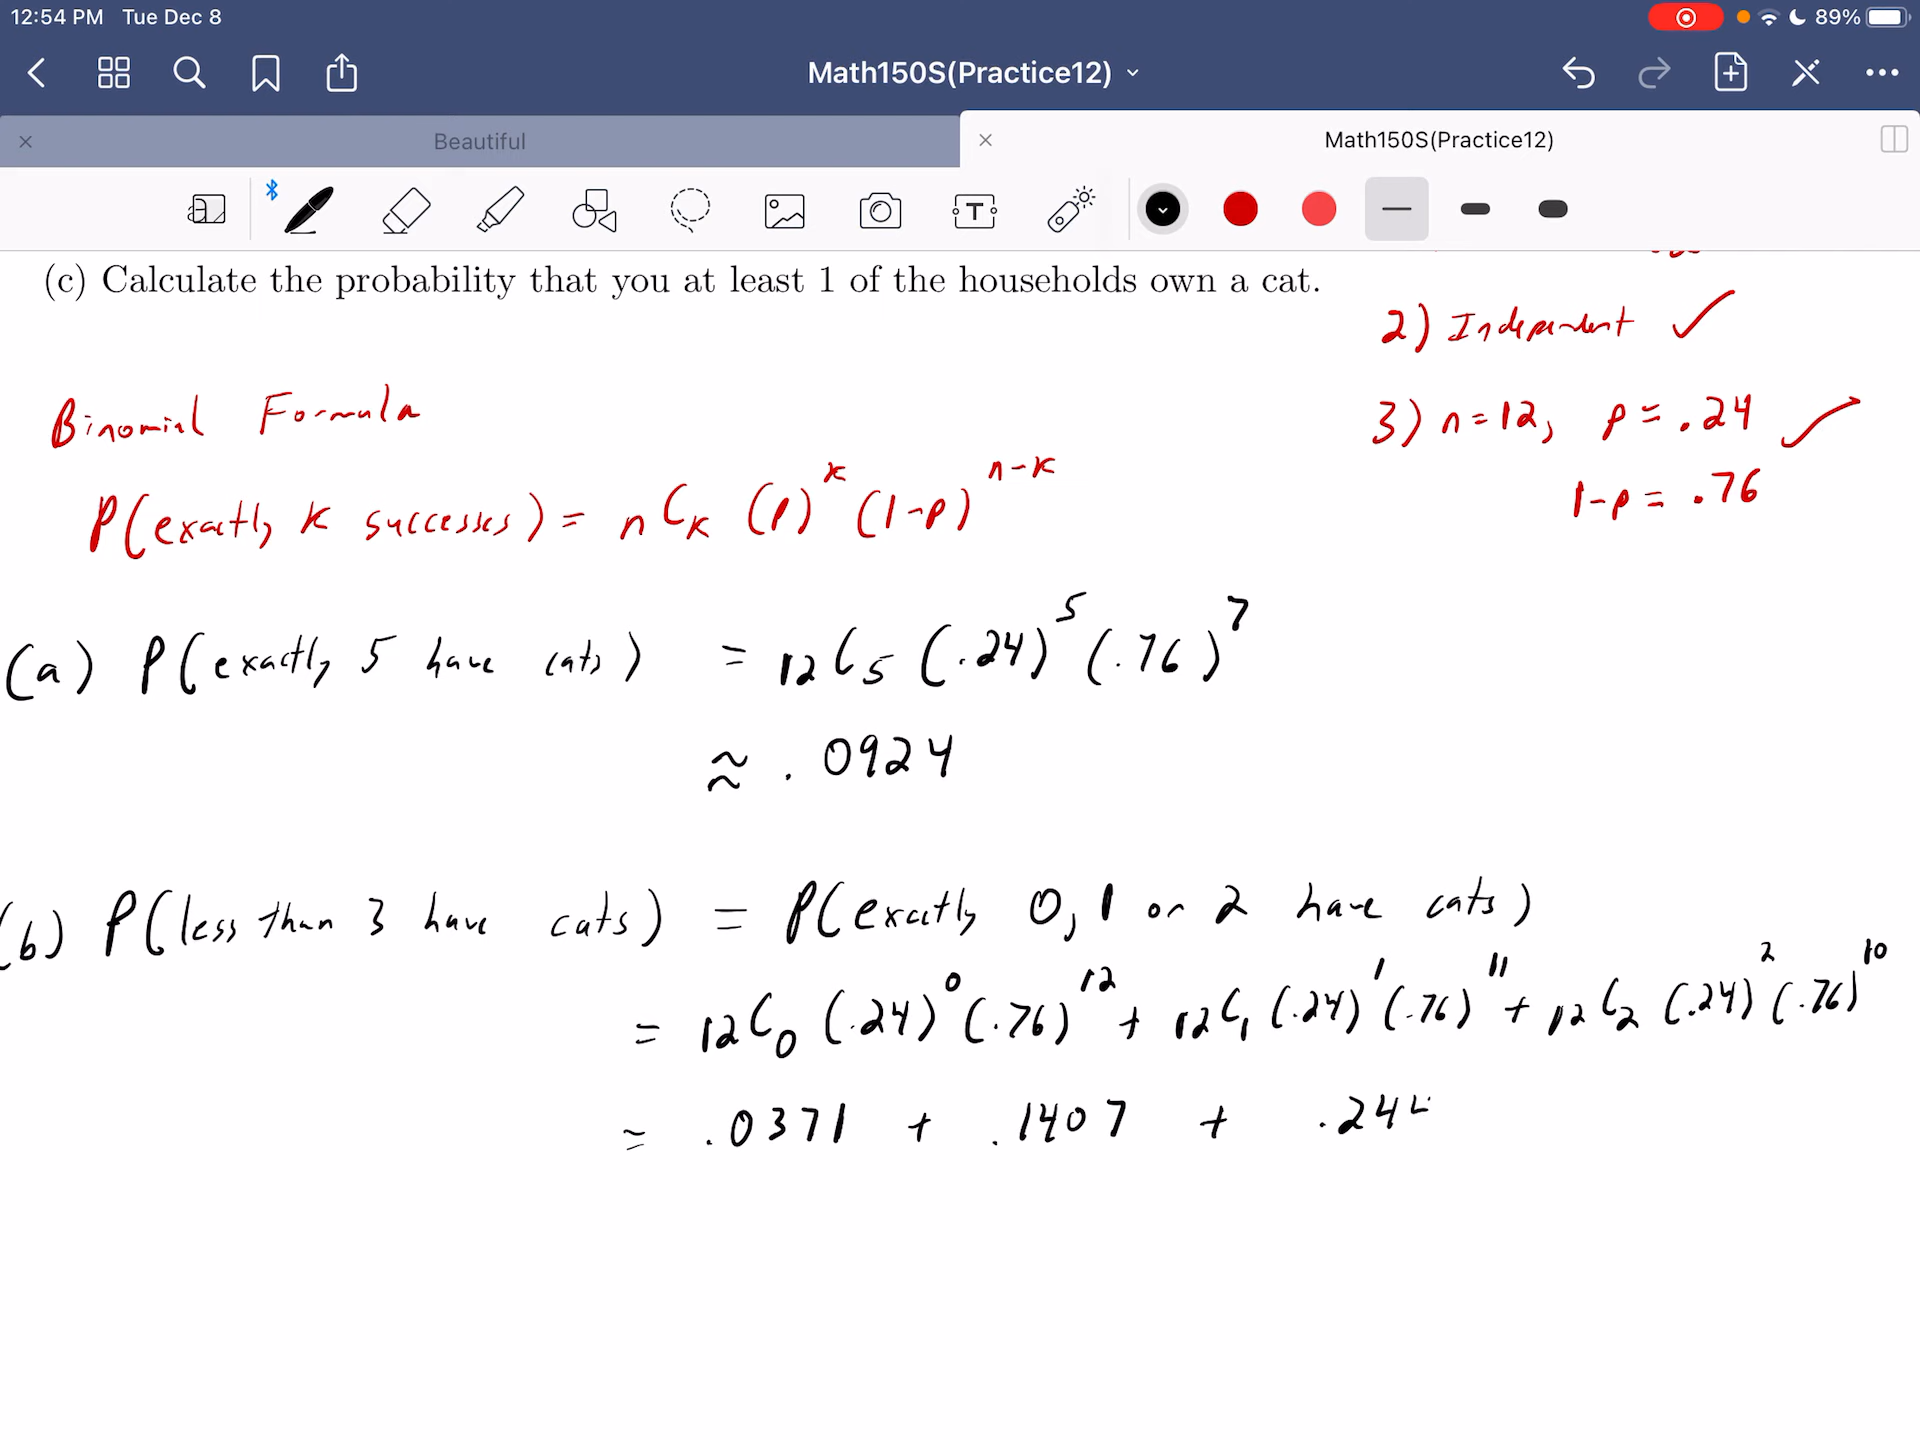 12:54 PM Tue Dec 8 89%
Math150S(Practice12)
Beautiful
Math150S(Practice12)
(c) Calculate the probability that you at least 1 of the households own a cat.
2) Independent ✓
Binomial Formula
3) n=12, p=.24 ✓
1-p = .76
P(exactly k successes) = nCk (p)^k (1-p)^n-k
(a) P(exactly 5 have cats) = 12C5 (.24)^5 (.76)^7
≈ .0924
(b) P(less than 3 have cats) = P(exactly 0, 1 or 2 have cats)
= 12C0 (.24)^0 (.76)^12 + 12C1 (.24)^1 (.76)^11 + 12C2 (.24)^2 (.76)^10
= .0371 + .1407 + .244